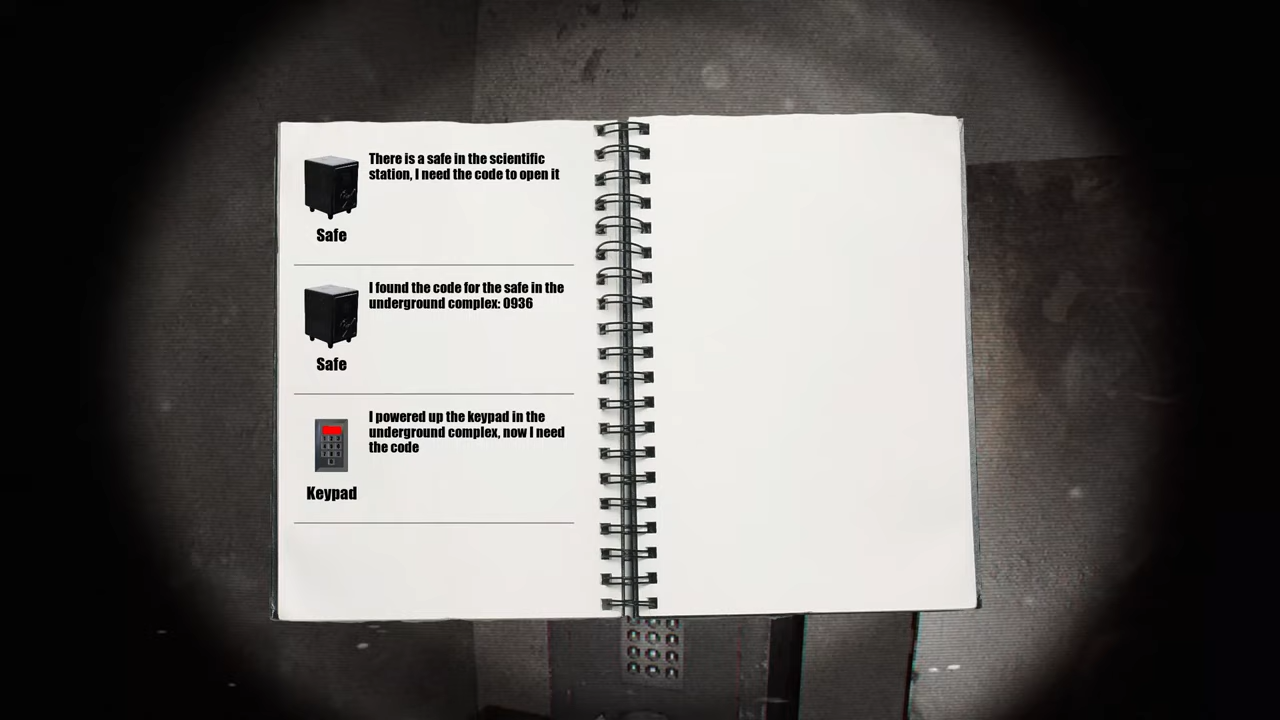 There is a safe in the scientific
station, I need the code to open it
Safe
I found the code for the safe in the
underground complex: 0936
Safe
I powered up the keypad in the
underground complex, now I need
the code
Keypad